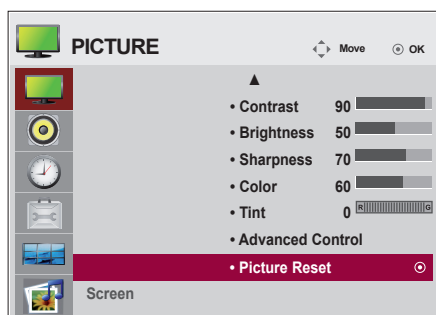 PICTURE
Move
OK
▲
• Contrast 90
• Brightness 50
• Sharpness 70
• Color 60
• Tint 0 R G
• Advanced Control
• Picture Reset
Screen